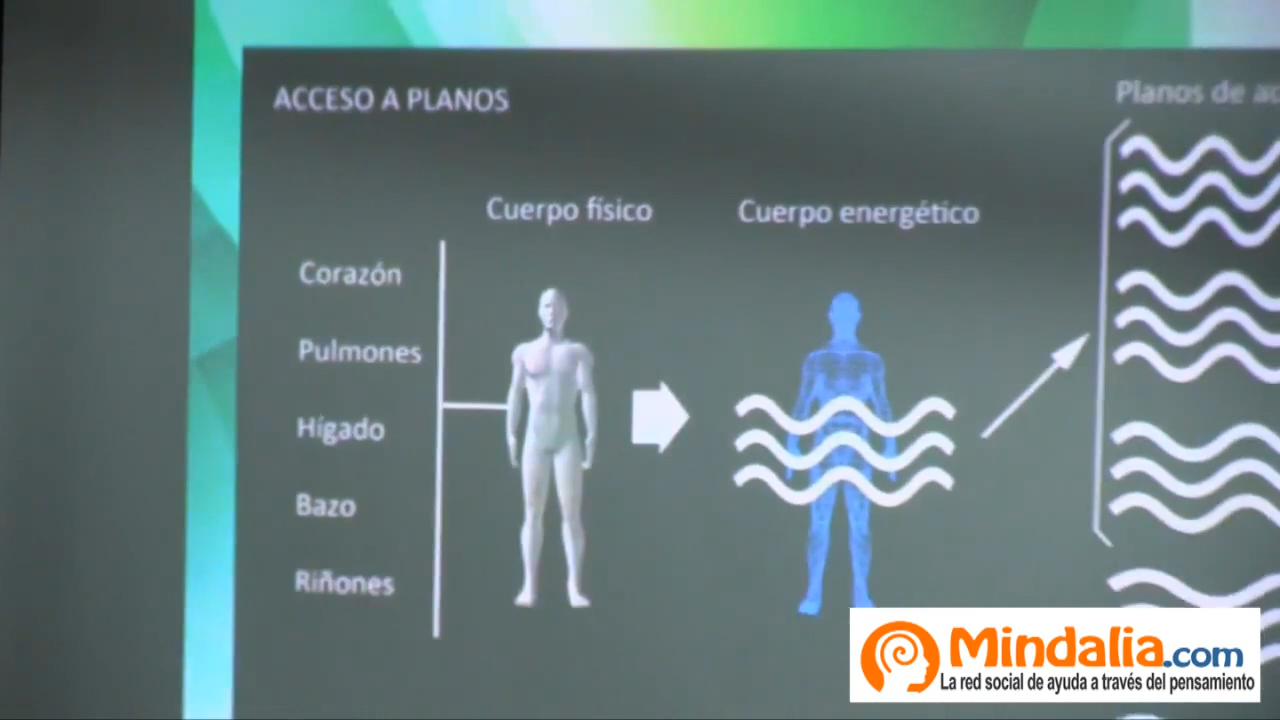 ACCESO A PLANOS
Planos de
Cuerpo físico
Cuerpo energético
Corazón
Pulmones
Hígado
Bazo
Riñones
Mindalia.com
La red social de ayuda a través del pensamiento